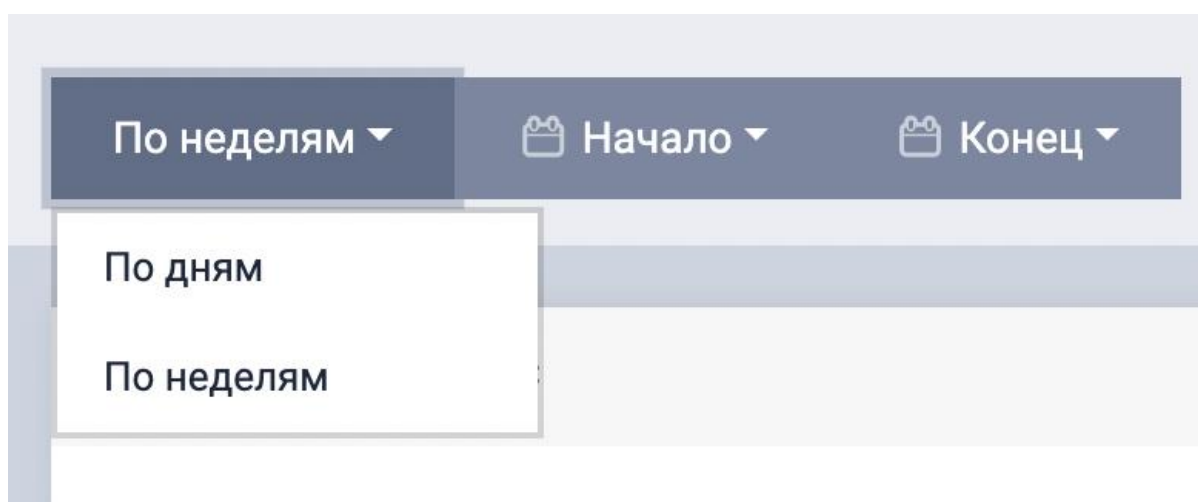 По неделям
Начало
Конец
По дням
По неделям